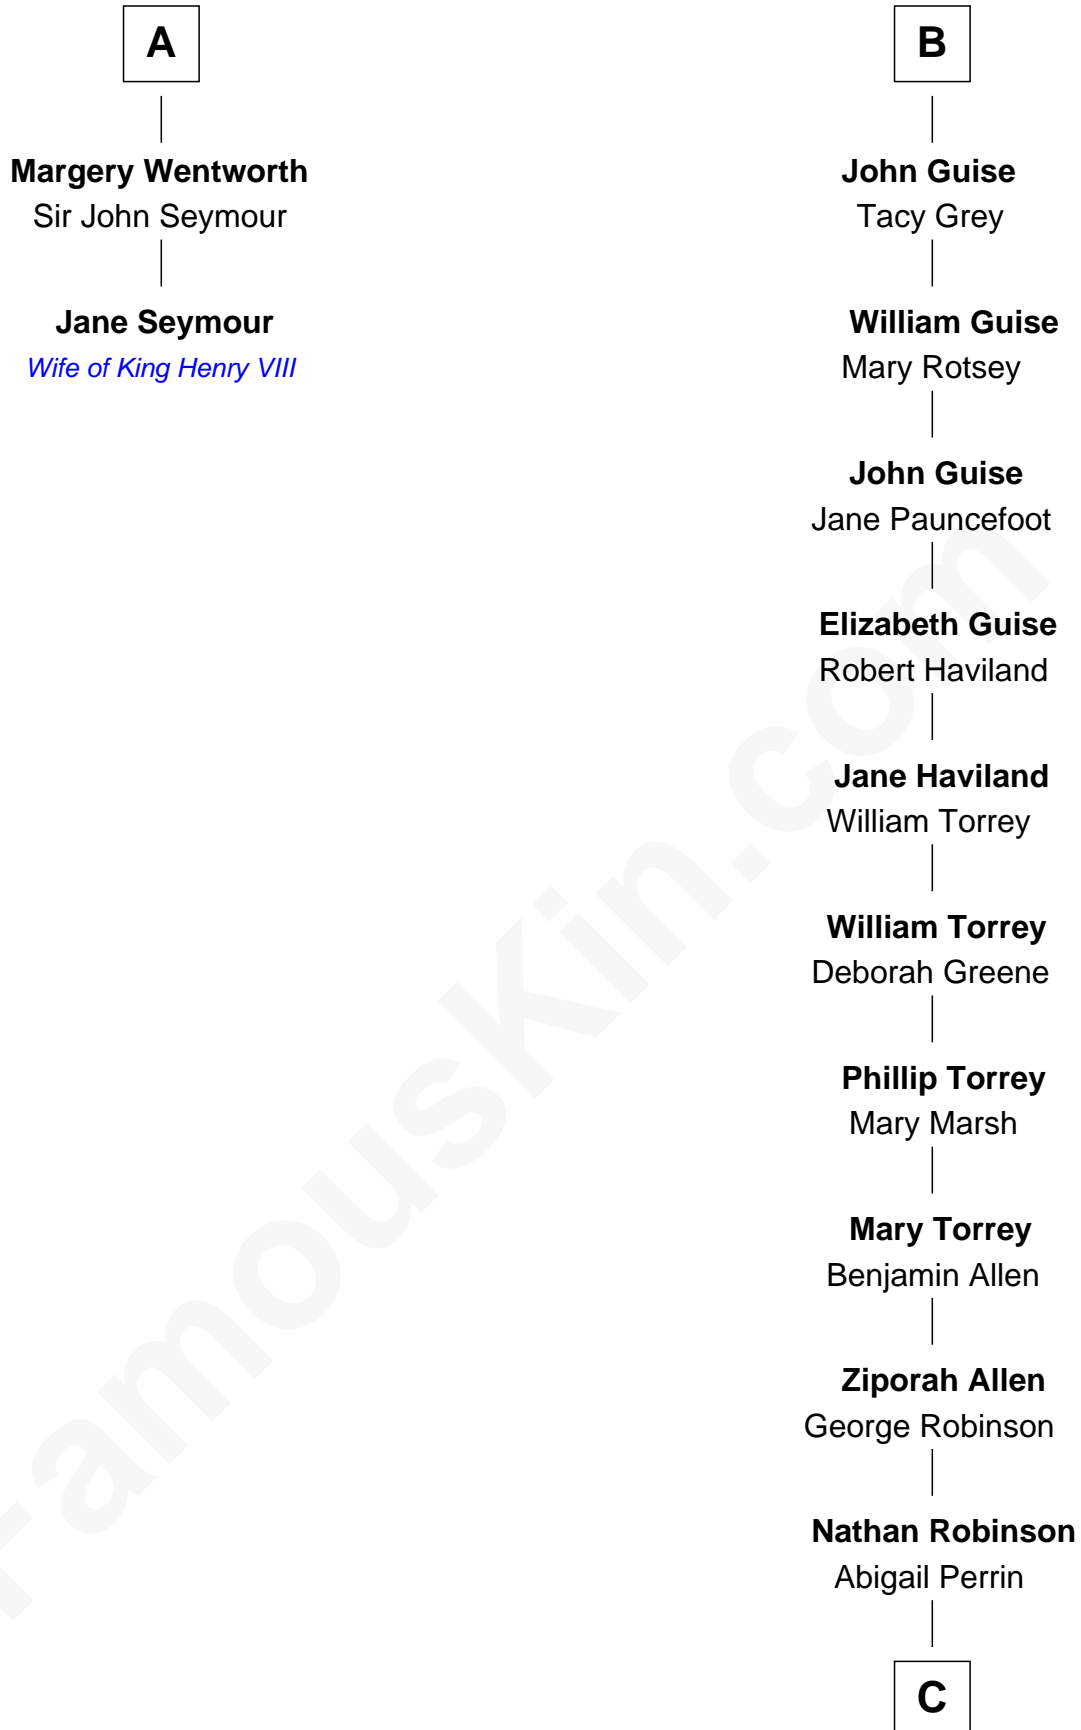 A
Margery Wentworth
Sir John Seymour
Jane Seymour
Wife of King Henry VIII
B
John Guise
Tacy Grey
William Guise
Mary Rotsey
John Guise
Jane Pauncefoot
Elizabeth Guise
Robert Haviland
Jane Haviland
William Torrey
William Torrey
Deborah Greene
Phillip Torrey
Mary Marsh
Mary Torrey
Benjamin Allen
Ziporah Allen
George Robinson
Nathan Robinson
Abigail Perrin
C
FamousKin.com